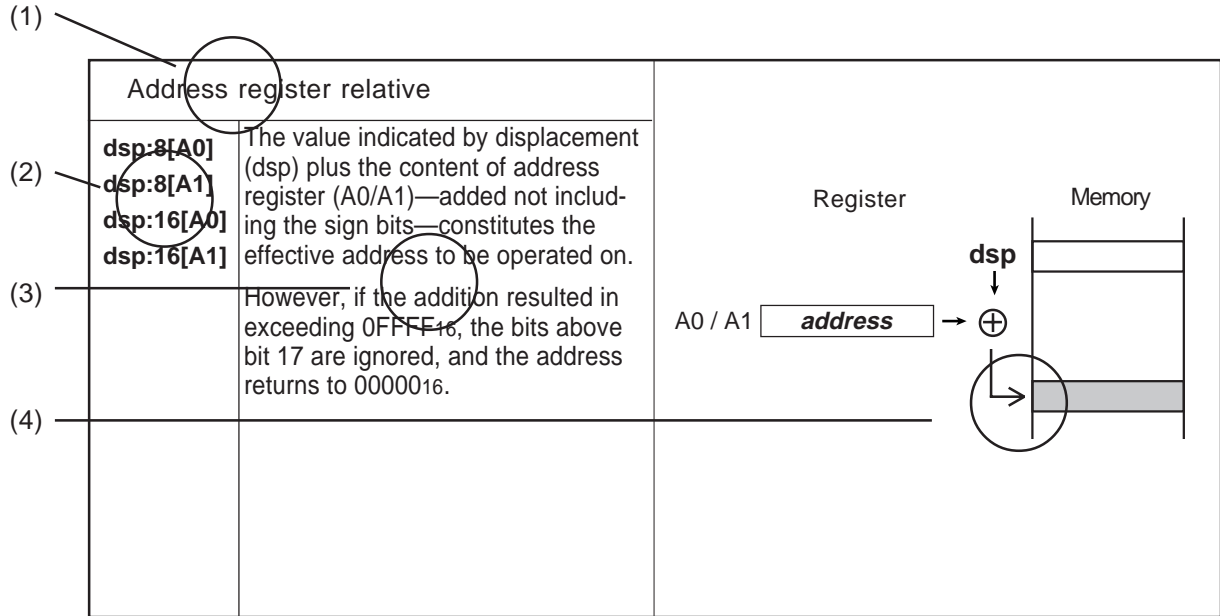 (1)
Address register relative
dsp:8[A0]
dsp:8[A1]
dsp:16[A0]
dsp:16[A1]
(2)
The value indicated by displacement
(dsp) plus the content of address
register (A0/A1)—added not includ-
ing the sign bits—constitutes the
effective address to be operated on.
(3)
However, if the addition resulted in
exceeding 0FFFF16, the bits above
bit 17 are ignored, and the address
returns to 0000016.
(4)
Register
Memory
dsp
A0 / A1 address